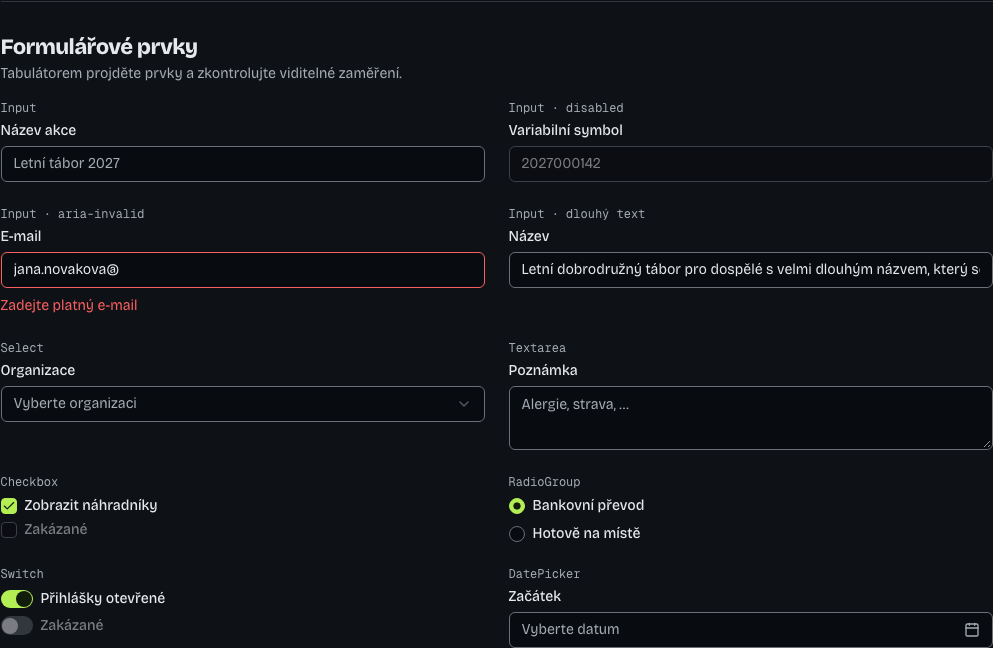 Formulářové prvky
Tabulátorem projděte prvky a zkontrolujte viditelné zaměření.
Input
Název akce
Letní tábor 2027
Input · disabled
Variabilní symbol
2027000142
Input · aria-invalid
E-mail
jana.novakova@
Zadejte platný e-mail
Input · dlouhý text
Název
Letní dobrodružný tábor pro dospělé s velmi dlouhým názvem, který s
Select
Organizace
Vyberte organizaci
Textarea
Poznámka
Alergie, strava, ...
Checkbox
Zobrazit náhradníky
Zakázané
RadioGroup
Bankovní převod
Hotově na místě
Switch
Přihlášky otevřené
Zakázané
DatePicker
Začátek
Vyberte datum